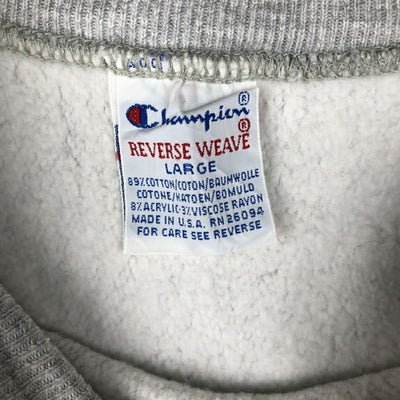 Champion®
REVERSE WEAVE®
LARGE
89% COTTON/COTON/BAUMWOLLE
COTONE/KATOEN/BOMULD
8% ACRYLIC·3% VISCOSE RAYON
MADE IN U.S.A. RN 26094
FOR CARE SEE REVERSE